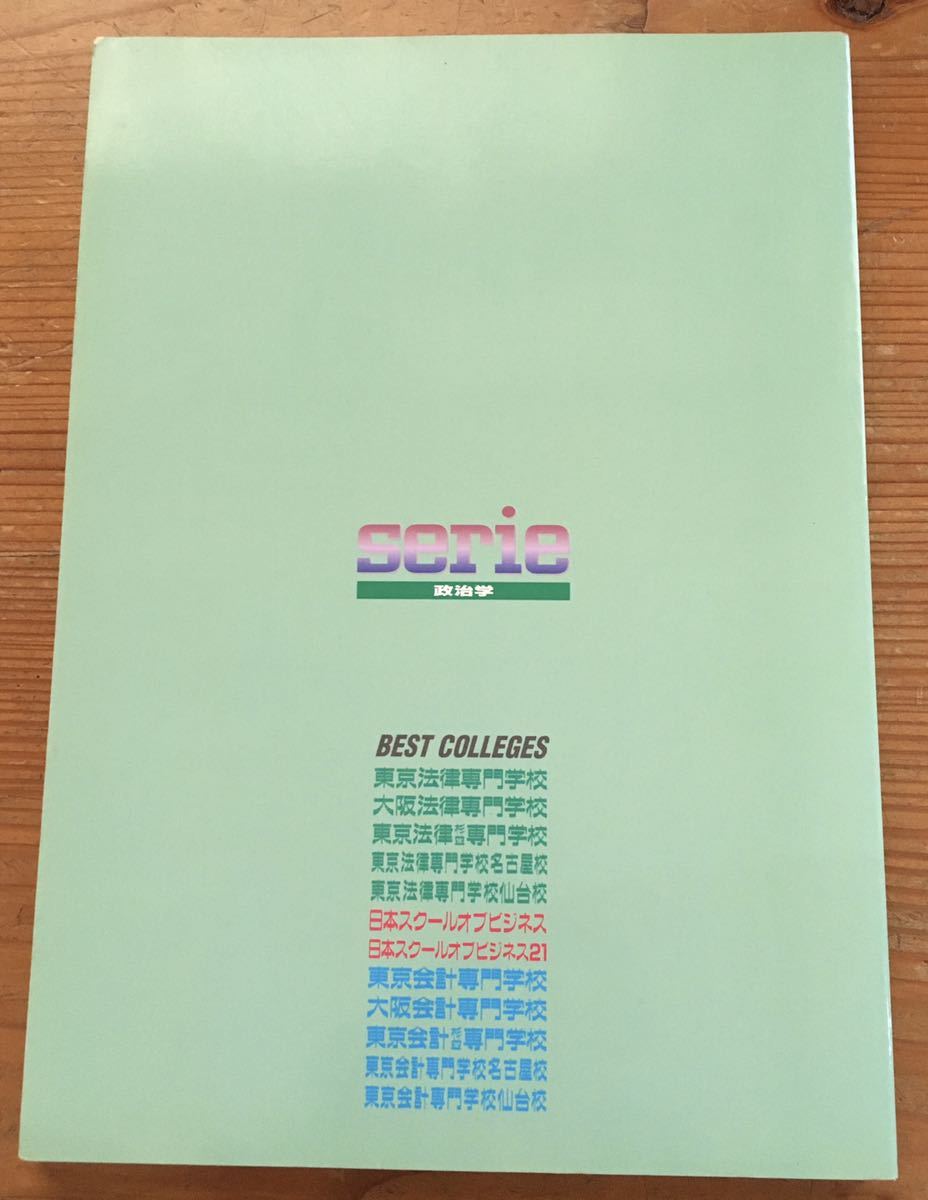 serie
政治学
BEST COLLEGES
東京法律専門学校
大阪法律専門学校
東京法律杉並専門学校
東京法律専門学校名古屋校
東京法律専門学校仙台校
日本スクールオブビジネス
日本スクールオブビジネス21
東京会計専門学校
大阪会計専門学校
東京会計杉並専門学校
東京会計専門学校名古屋校
東京会計専門学校仙台校